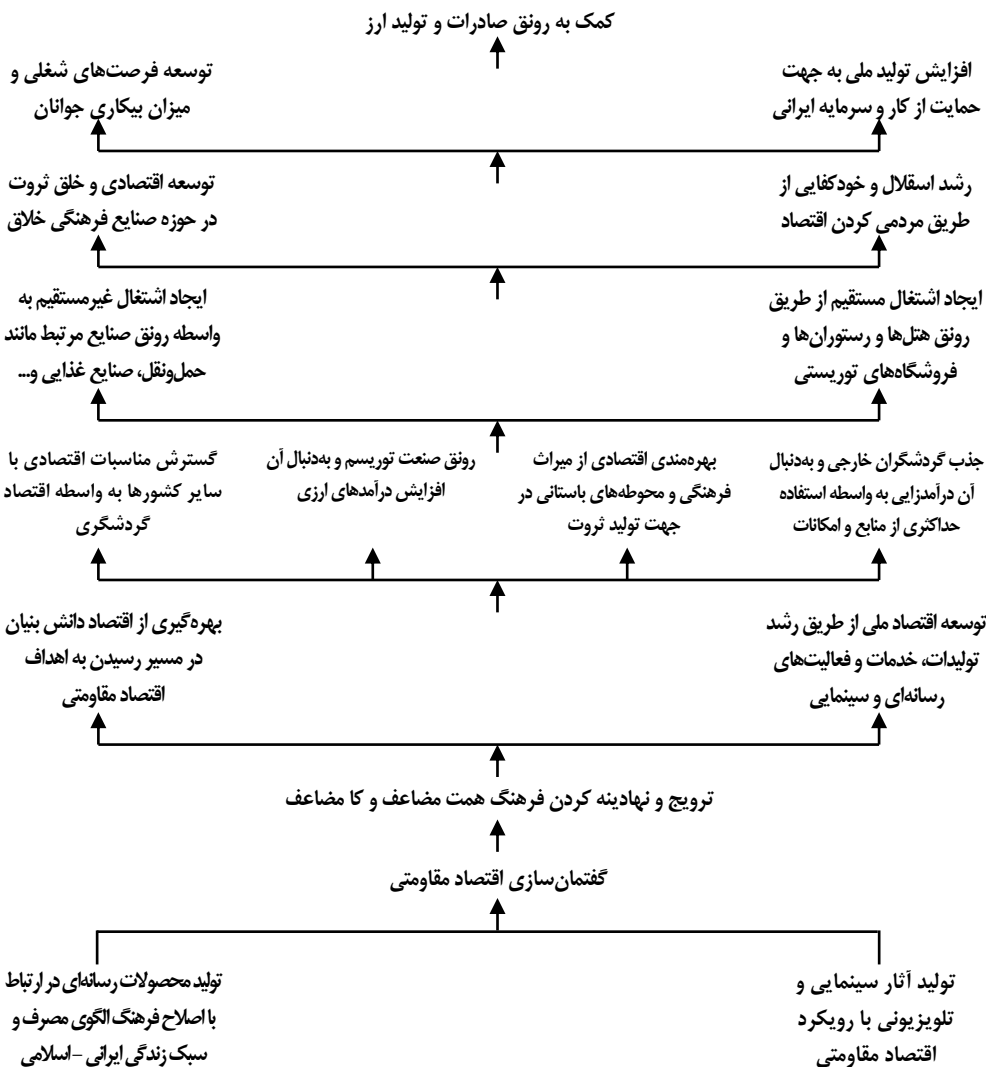 کمک به رونق صادرات و تولید ارز
افزایش تولید ملی به جهت
حمایت از کار و سرمایه ایرانی
توسعه فرصت‌های شغلی و
میزان بیکاری جوانان
رشد اسقلال و خودکفایی از
طریق مردمی کردن اقتصاد
توسعه اقتصادی و خلق ثروت
در حوزه صنایع فرهنگی خلاق
ایجاد اشتغال مستقیم از طریق
رونق هتل‌ها و رستوران‌ها و
فروشگاه‌های توریستی
ایجاد اشتغال غیرمستقیم به
واسطه رونق صنایع مرتبط مانند
حمل‌ونقل، صنایع غذایی و...
جذب گردشگران خارجی و به‌دنبال
آن درآمدزایی به واسطه استفاده
حداکثری از منابع و امکانات
بهره‌مندی اقتصادی از میراث
فرهنگی و محوطه‌های باستانی در
جهت تولید ثروت
رونق صنعت توریسم و به‌دنبال آن
افزایش درآمدهای ارزی
گسترش مناسبات اقتصادی با
سایر کشورها به واسطه اقتصاد
گردشگری
توسعه اقتصاد ملی از طریق رشد
تولیدات، خدمات و فعالیت‌های
رسانه‌ای و سینمایی
بهره‌گیری از اقتصاد دانش بنیان
در مسیر رسیدن به اهداف
اقتصاد مقاومتی
ترویج و نهادینه کردن فرهنگ همت مضاعف و کا مضاعف
گفتمان‌سازی اقتصاد مقاومتی
تولید آثار سینمایی و
تلویزیونی با رویکرد
اقتصاد مقاومتی
تولید محصولات رسانه‌ای در ارتباط
با اصلاح فرهنگ الگوی مصرف و
سبک زندگی ایرانی –اسلامی